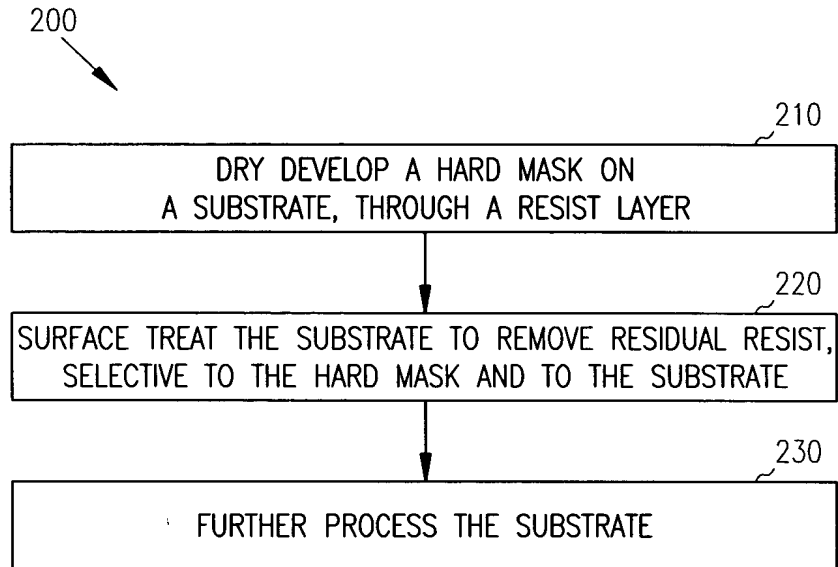 200
210
DRY DEVELOP A HARD MASK ON
A SUBSTRATE, THROUGH A RESIST LAYER
220
SURFACE TREAT THE SUBSTRATE TO REMOVE RESIDUAL RESIST,
SELECTIVE TO THE HARD MASK AND TO THE SUBSTRATE
230
FURTHER PROCESS THE SUBSTRATE